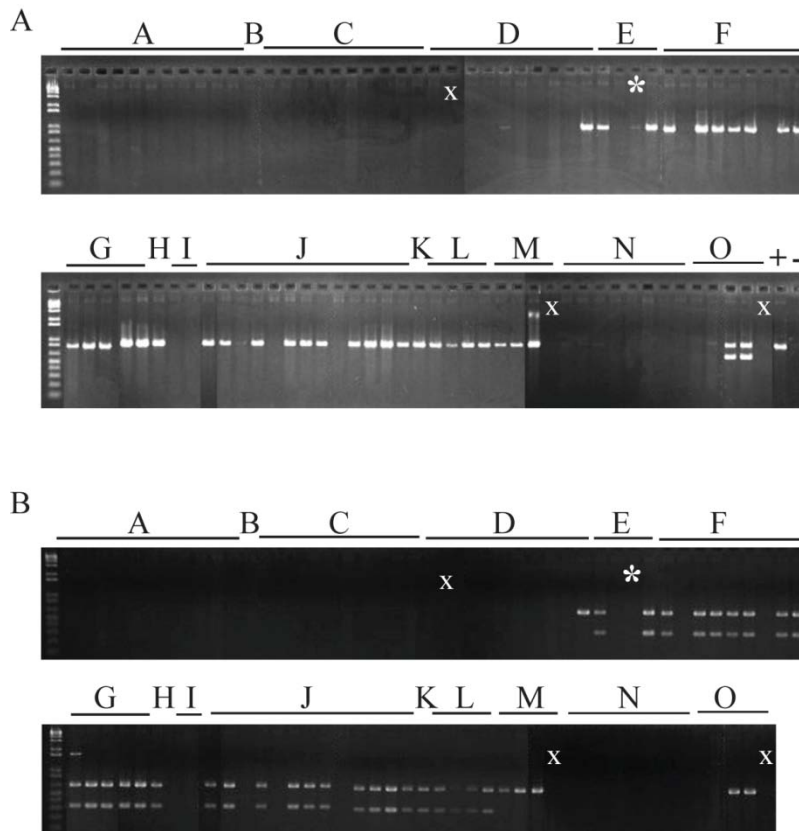 A
A B C D E F
x *
G H I J K L M N O + -
x x
B
A B C D E F
x *
G H I J K L M N O
x x